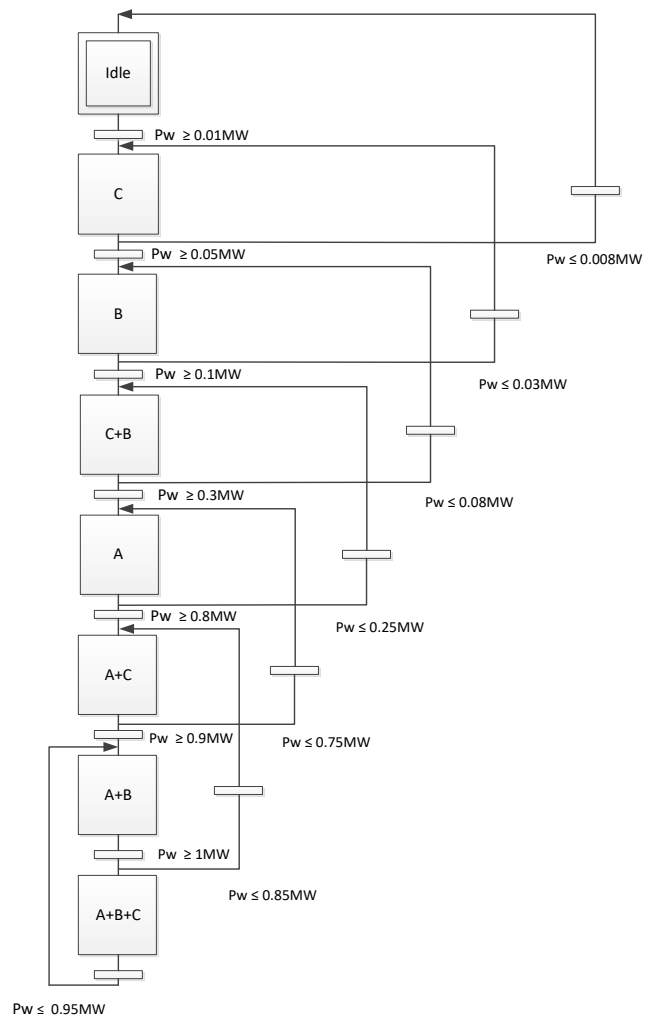 Idle
Pw ≥ 0.01MW
C
Pw ≥ 0.05MW
Pw ≤ 0.008MW
B
Pw ≥ 0.1MW
Pw ≤ 0.03MW
C+B
Pw ≥ 0.3MW
Pw ≤ 0.08MW
A
Pw ≥ 0.8MW
Pw ≤ 0.25MW
A+C
Pw ≥ 0.9MW
Pw ≤ 0.75MW
A+B
Pw ≥ 1MW
Pw ≤ 0.85MW
A+B+C
Pw ≤ 0.95MW